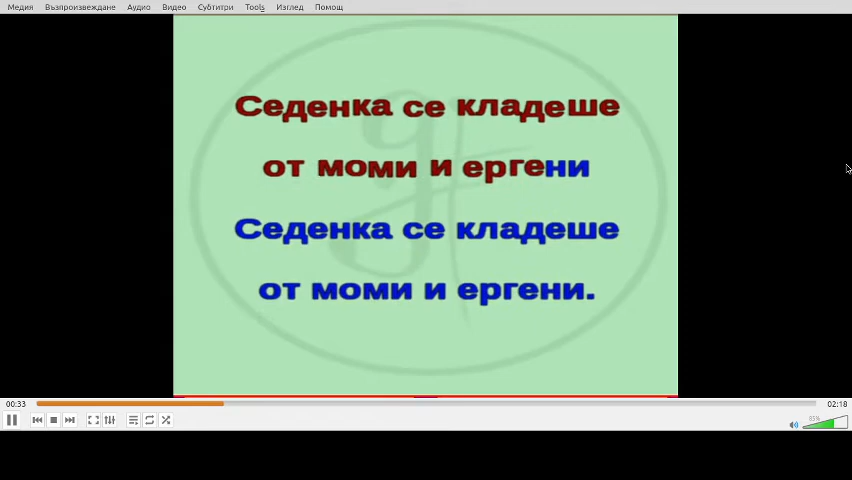 Медия Възпроизвеждане Аудио Видео Субтитри Tools Изглед Помощ
Седенка се кладеше
от моми и ергени
Седенка се кладеше
от моми и ергени.
00:33 02:18
85%